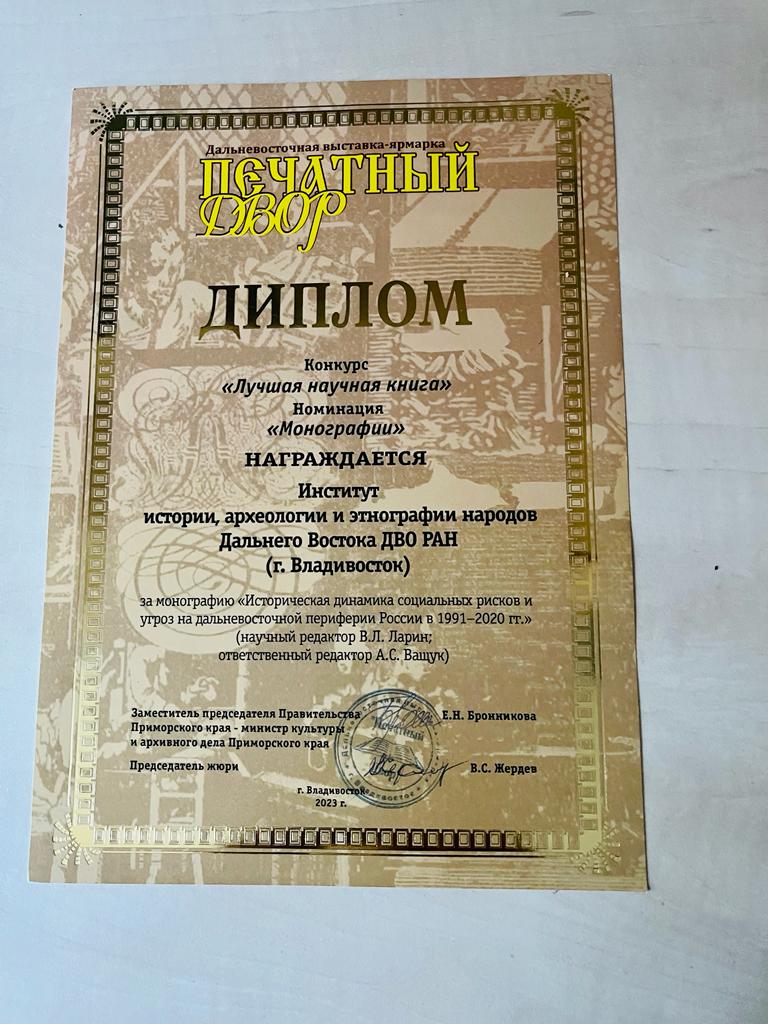 Дальневосточная выставка-ярмарка
ПЕЧАТНЫЙ
ДВОР
ДИПЛОМ
Конкурс
«Лучшая научная книга»
Номинация
«Монографии»
НАГРАЖДАЕТСЯ
Институт
истории, археологии и этнографии народов
Дальнего Востока ДВО РАН
(г. Владивосток)
за монографию «Историческая динамика социальных рисков и
угроз на дальневосточной периферии России в 1991–2020 гг.»
(научный редактор В.Л. Ларин;
ответственный редактор А.С. Ващук)
Заместитель председателя Правительства Е.Н. Бронникова
Приморского края - министр культуры
и архивного дела Приморского края
Председатель жюри В.С. Жердев
Печатный
г. Владивосток
г. Владивосток
2023 г.